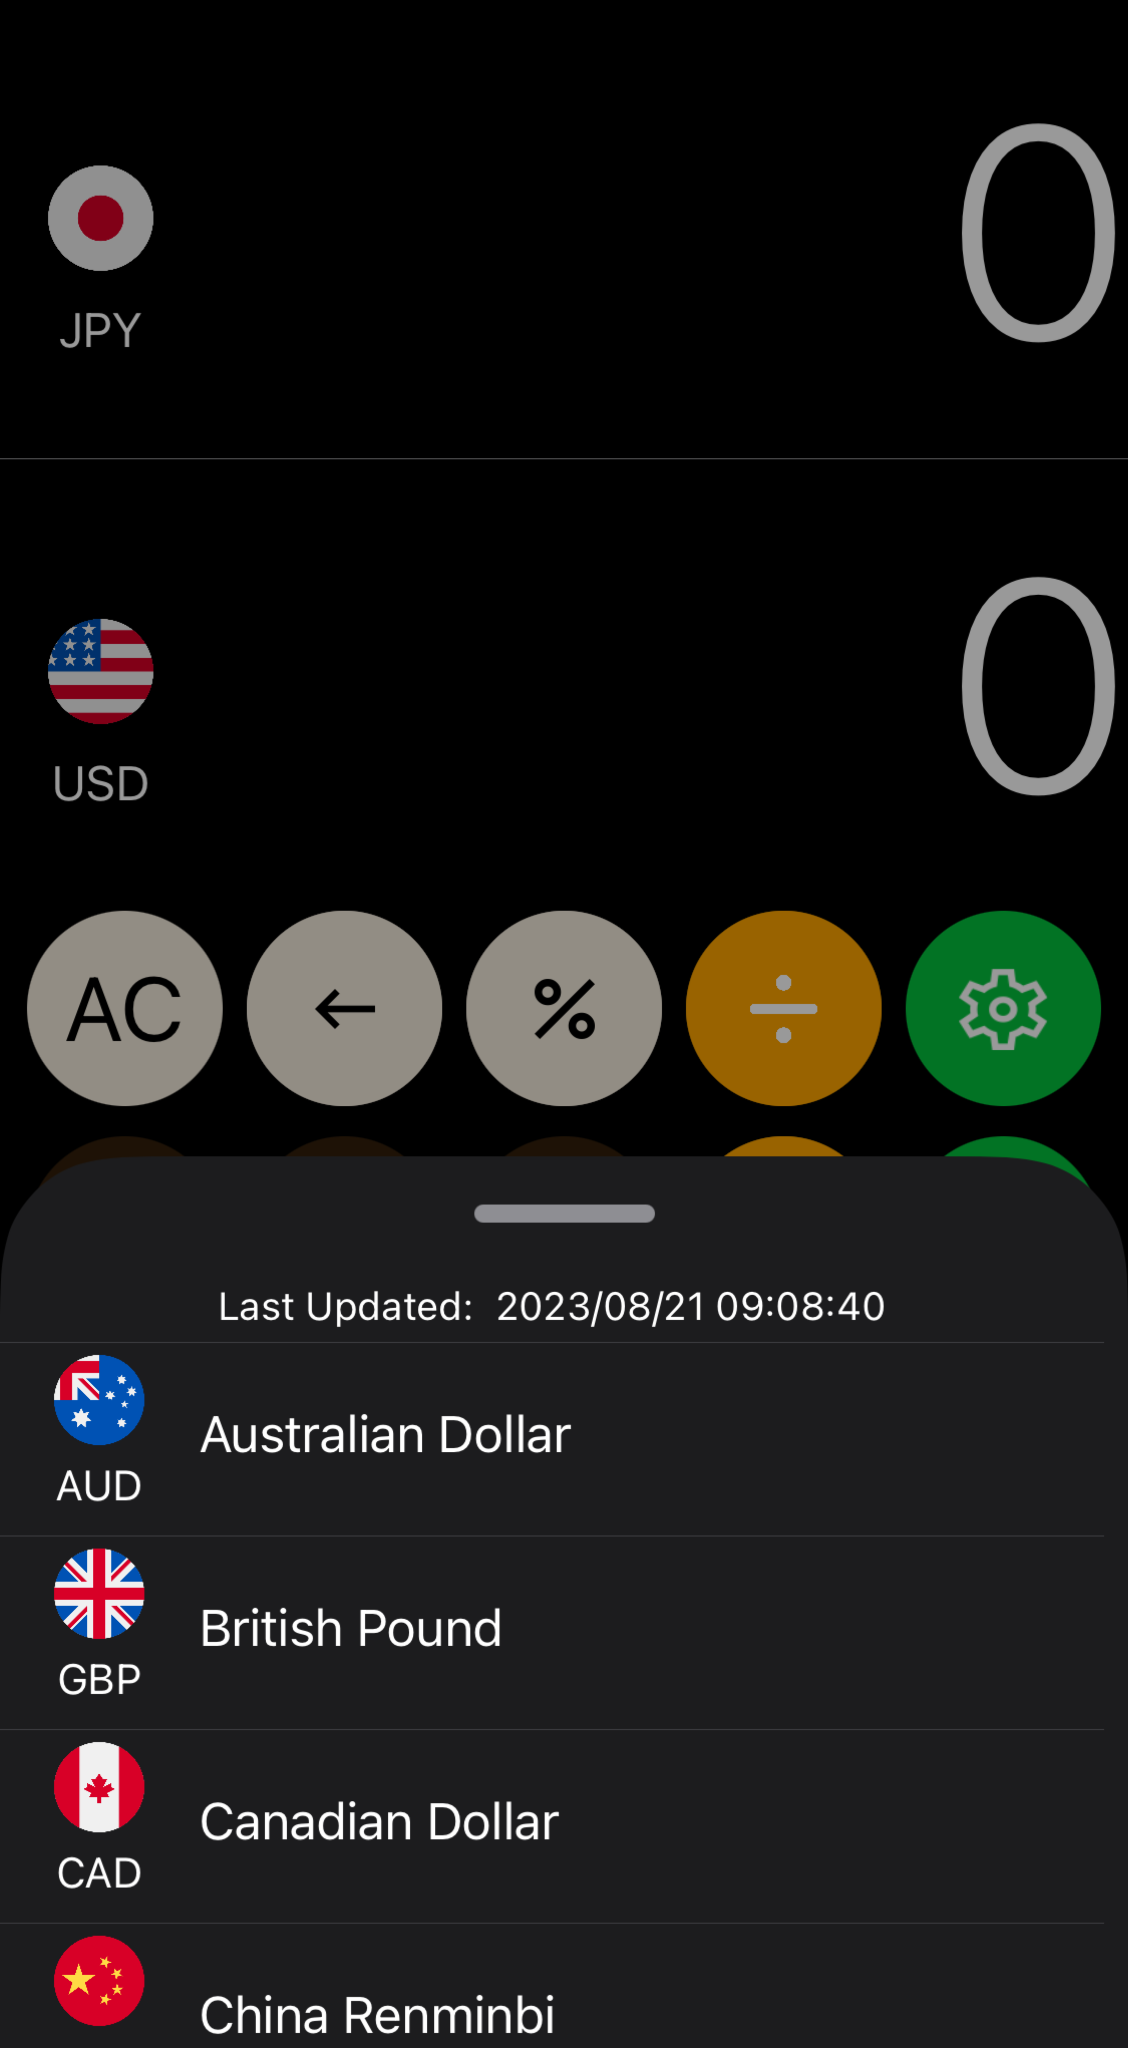 0
JPY
0
USD
AC ← % ÷
Last Updated: 2023/08/21 09:08:40
Australian Dollar
AUD
British Pound
GBP
Canadian Dollar
CAD
China Renminbi